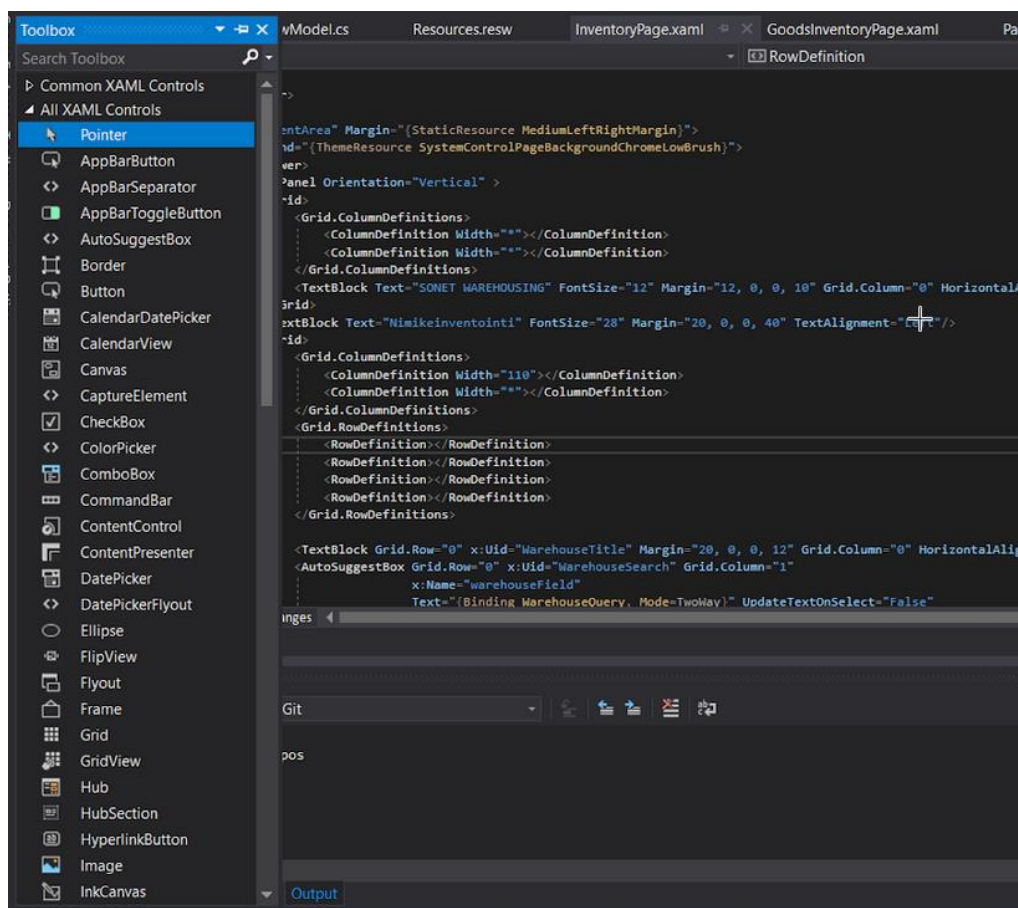 Toolbox
Search Toolbox
Common XAML Controls
All XAML Controls
Pointer
AppBarButton
AppBarSeparator
AppBarToggleButton
AutoSuggestBox
Border
Button
CalendarDatePicker
CalendarView
Canvas
CaptureElement
CheckBox
ColorPicker
ComboBox
CommandBar
ContentControl
ContentPresenter
DatePicker
DatePickerFlyout
Ellipse
FlipView
Flyout
Frame
Grid
GridView
Hub
HubSection
HyperlinkButton
Image
InkCanvas
wModel.cs Resources.resw InventoryPage.xaml GoodsInventoryPage.xaml Pa
RowDefinition
">
entArea" Margin="{StaticResource MediumLeftRightMargin}">
nd="{ThemeResource SystemControlPageBackgroundChromeLowBrush}">
wer>
Panel Orientation="Vertical" >
rid>
<Grid.ColumnDefinitions>
<ColumnDefinition Width="*"></ColumnDefinition>
<ColumnDefinition Width="*"></ColumnDefinition>
</Grid.ColumnDefinitions>
<TextBlock Text="SONET WAREHOUSING" FontSize="12" Margin="12, 0, 0, 10" Grid.Column="0" HorizontalA
Grid>
extBlock Text="Nimikeinventointi" FontSize="28" Margin="20, 0, 0, 40" TextAlignment="Left"/>
rid>
<Grid.ColumnDefinitions>
<ColumnDefinition Width="110"></ColumnDefinition>
<ColumnDefinition Width="*"></ColumnDefinition>
</Grid.ColumnDefinitions>
<Grid.RowDefinitions>
<RowDefinition></RowDefinition>
<RowDefinition></RowDefinition>
<RowDefinition></RowDefinition>
<RowDefinition></RowDefinition>
</Grid.RowDefinitions>
<TextBlock Grid.Row="0" x:Uid="WarehouseTitle" Margin="20, 0, 0, 12" Grid.Column="0" HorizontalAlig
<AutoSuggestBox Grid.Row="0" x:Uid="WarehouseSearch" Grid.Column="1"
x:Name="warehouseField"
Text="{Binding WarehouseQuery, Mode=TwoWay}" UpdateTextOnSelect="False"
anges
Git
pos
Output